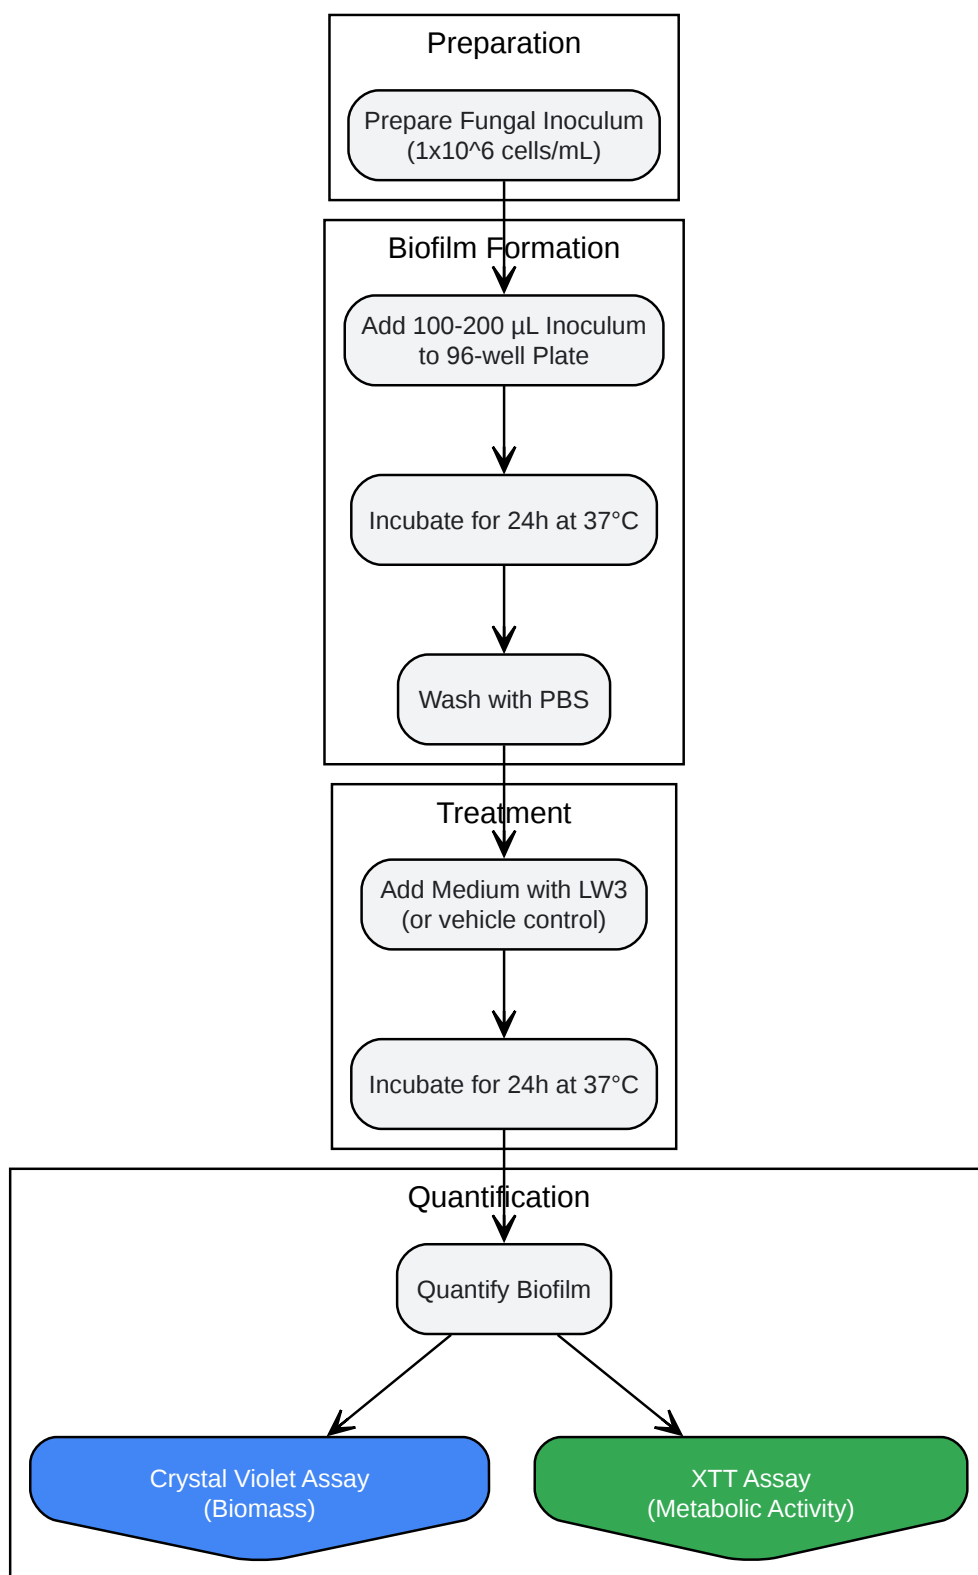 Preparation
Prepare Fungal Inoculum
(1x10^6 cells/mL)
Biofilm Formation
Add 100-200 µL Inoculum
to 96-well Plate
Incubate for 24h at 37°C
Wash with PBS
Treatment
Add Medium with LW3
(or vehicle control)
Incubate for 24h at 37°C
Quantification
Quantify Biofilm
Crystal Violet Assay
(Biomass)
XTT Assay
(Metabolic Activity)